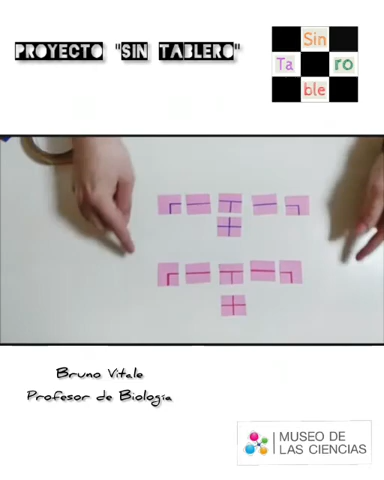 PROYECTO "SIN TABLERO"
Sin
Ta ro
ble
Bruno Vitale
Profesor de Biología
MUSEO DE
LAS CIENCIAS